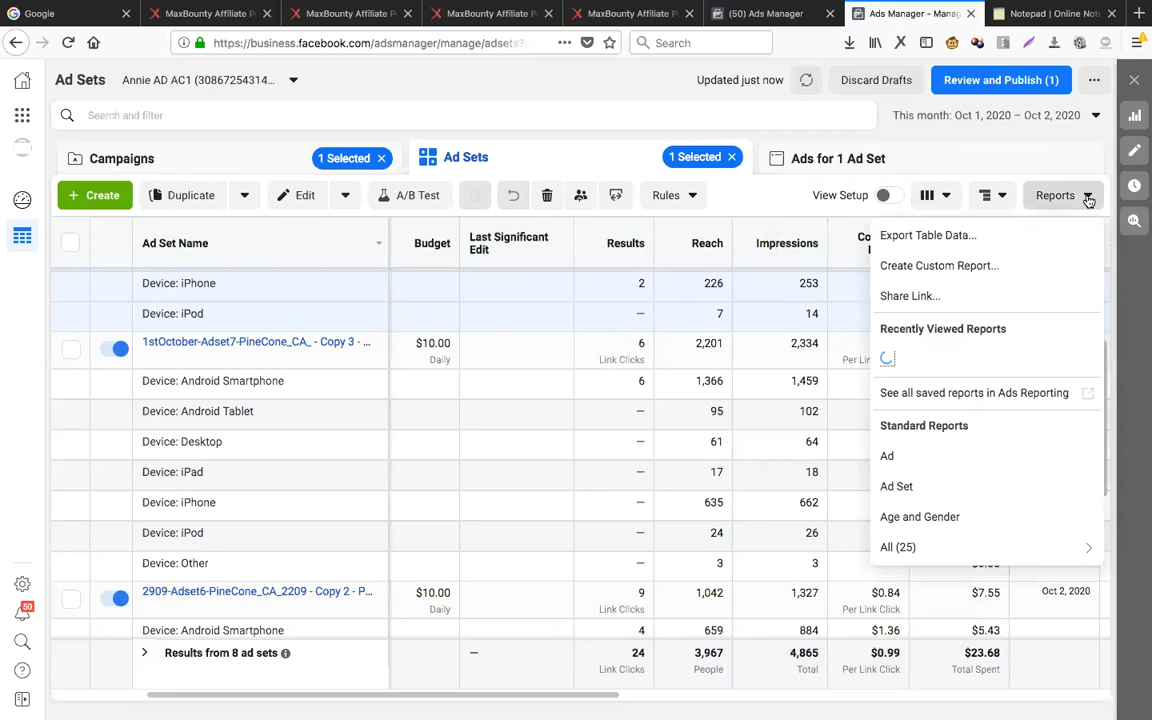 Google
MaxBounty Affiliate P
MaxBounty Affiliate P
MaxBounty Affiliate P
MaxBounty Affiliate P
(50) Ads Manager
Ads Manager - Manag
Notepad | Online Note
https://business.facebook.com/adsmanager/manage/adsets?
Search
Ad Sets
Annie AD AC1 (30867254314...
Updated just now
Discard Drafts
Review and Publish (1)
Search and filter
This month: Oct 1, 2020 – Oct 2, 2020
Campaigns
1 Selected
Ad Sets
1 Selected
Ads for 1 Ad Set
Create
Duplicate
Edit
A/B Test
Rules
View Setup
Reports
Ad Set Name
Budget
Last Significant Edit
Results
Reach
Impressions
Export Table Data...
Create Custom Report...
Share Link...
Recently Viewed Reports
See all saved reports in Ads Reporting
Standard Reports
Ad
Ad Set
Age and Gender
All (25)
Device: iPhone 2 226 253
Device: iPod — 7 14
1stOctober-Adset7-PineCone_CA_ - Copy 3 - ... $10.00 6 2,201 2,334
Daily Link Clicks Per Lin
Device: Android Smartphone 6 1,366 1,459
Device: Android Tablet — 95 102
Device: Desktop — 61 64
Device: iPad — 17 18
Device: iPhone — 635 662
Device: iPod — 24 26
Device: Other — 3 3
2909-Adset6-PineCone_CA_2209 - Copy 2 - P... $10.00 9 1,042 1,327 $0.84 $7.55 Oct 2, 2020
Daily Link Clicks Per Link Click
Device: Android Smartphone 4 659 884 $1.36 $5.43
Results from 8 ad sets — 24 3,967 4,865 $0.99 $23.68
Link Clicks People Total Per Link Click Total Spent
50